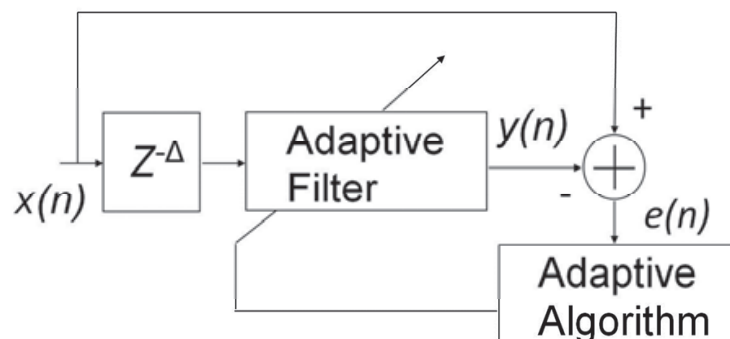 +
Z-Δ
Adaptive
Filter
y(n)
x(n)
-
e(n)
Adaptive
Algorithm